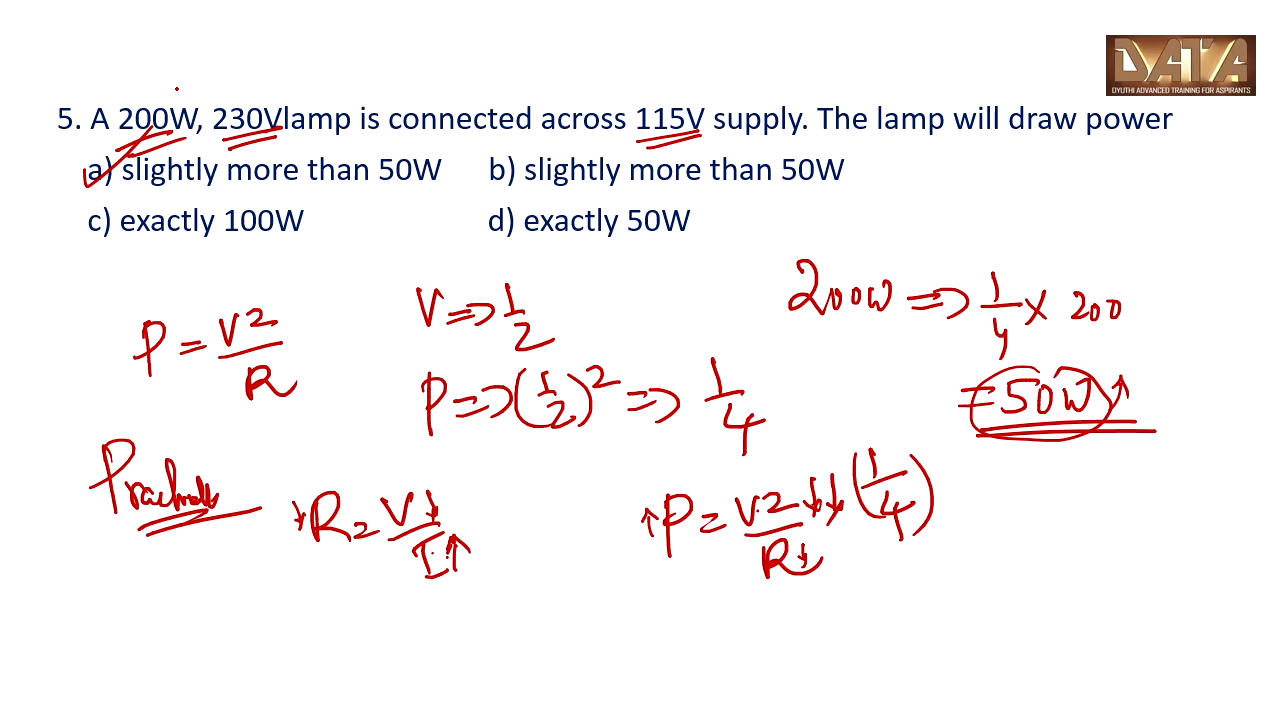 DATA
DYUTHI ADVANCED TRAINING FOR ASPIRANTS
5. A 200W, 230Vlamp is connected across 115V supply. The lamp will draw power
a) slightly more than 50W b) slightly more than 50W
c) exactly 100W d) exactly 50W
P = V2/R
V => 1/2
P => (1/2)2 => 1/4
200W => 1/4 x 200
= 50W ↑
↓R = V↓/I↑
↑P = V2↓↓/R↓ (1/4)